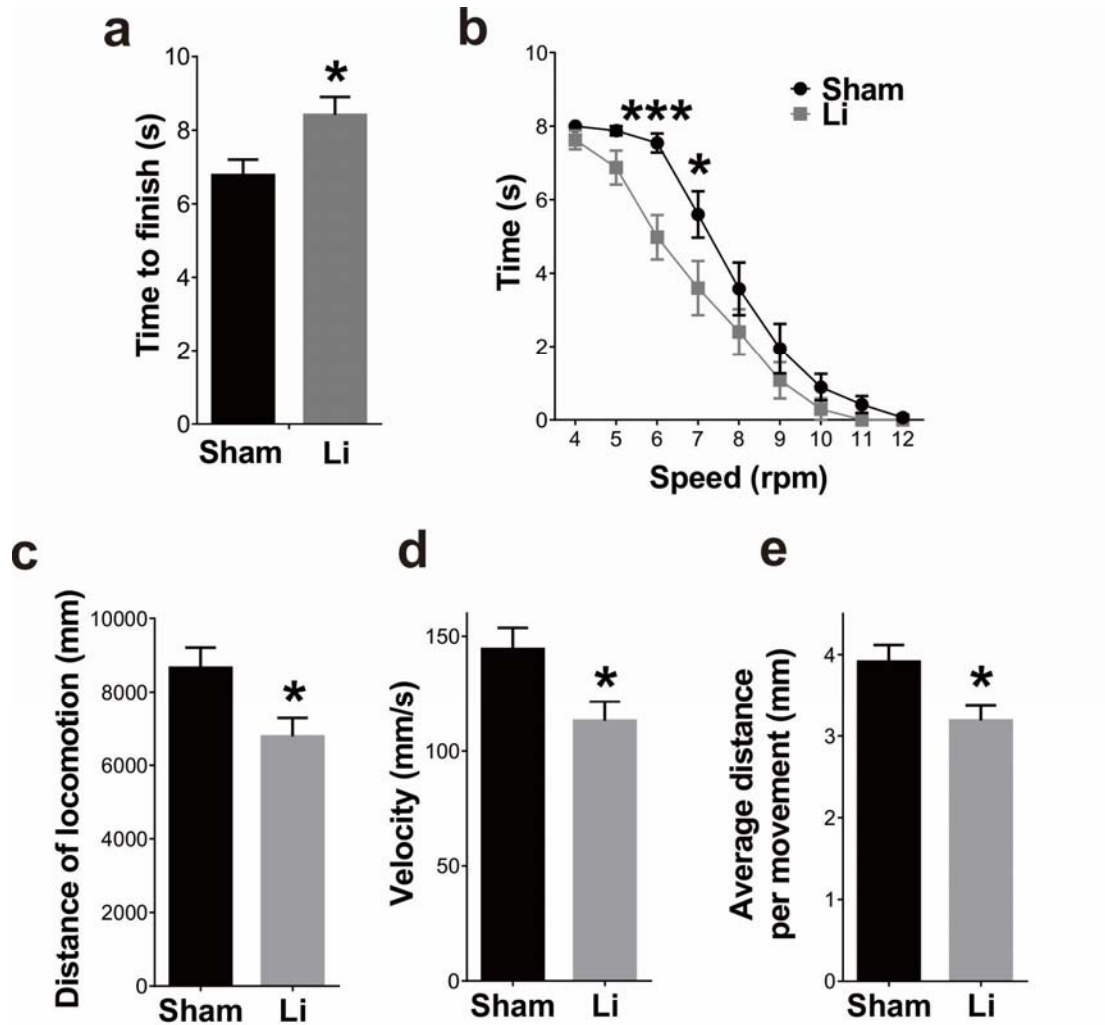 a
Time to finish (s)
10
8
6
4
2
0
*
Sham
Li
b
Time (s)
10
8
6
4
2
0
***
*
Sham
Li
4 5 6 7 8 9 10 11 12
Speed (rpm)
c
Distance of locomotion (mm)
10000
8000
6000
4000
2000
0
*
Sham
Li
d
Velocity (mm/s)
150
100
50
0
*
Sham
Li
e
Average distance
per movement (mm)
4
3
2
1
0
*
Sham
Li